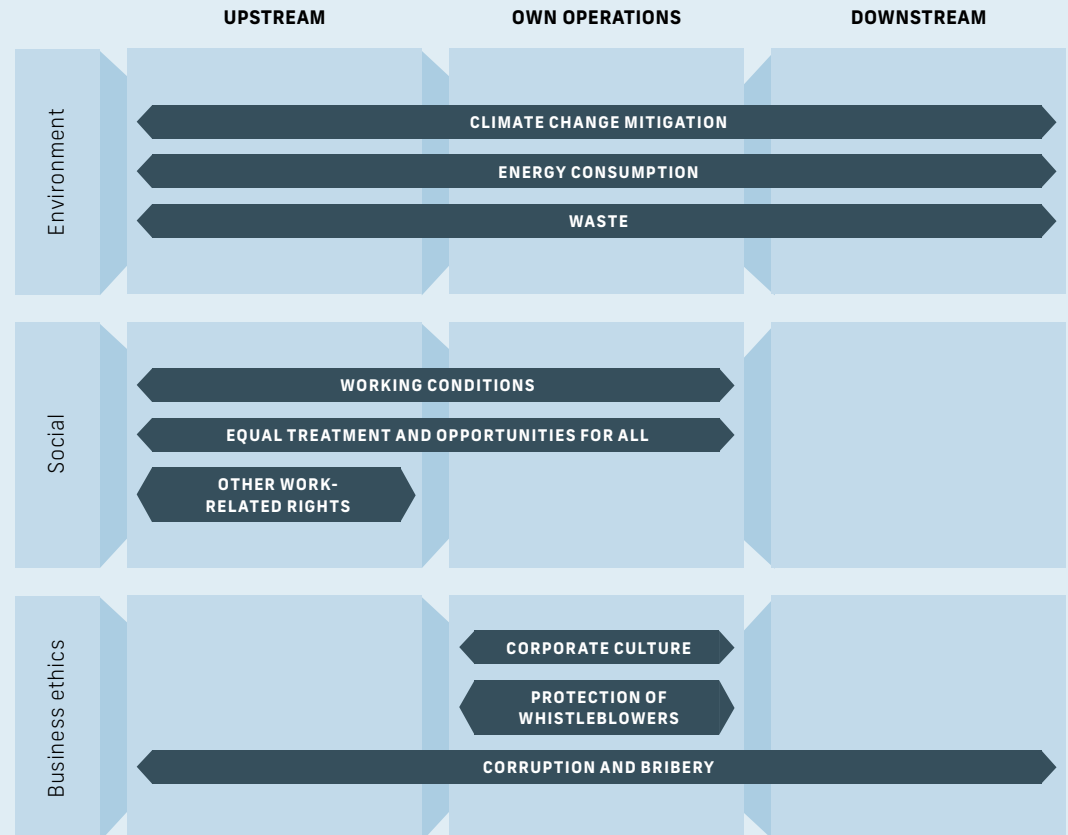 UPSTREAM
OWN OPERATIONS
DOWNSTREAM
Environment
CLIMATE CHANGE MITIGATION
ENERGY CONSUMPTION
WASTE
Social
WORKING CONDITIONS
EQUAL TREATMENT AND OPPORTUNITIES FOR ALL
OTHER WORK-
RELATED RIGHTS
Business ethics
CORPORATE CULTURE
PROTECTION OF
WHISTLEBLOWERS
CORRUPTION AND BRIBERY